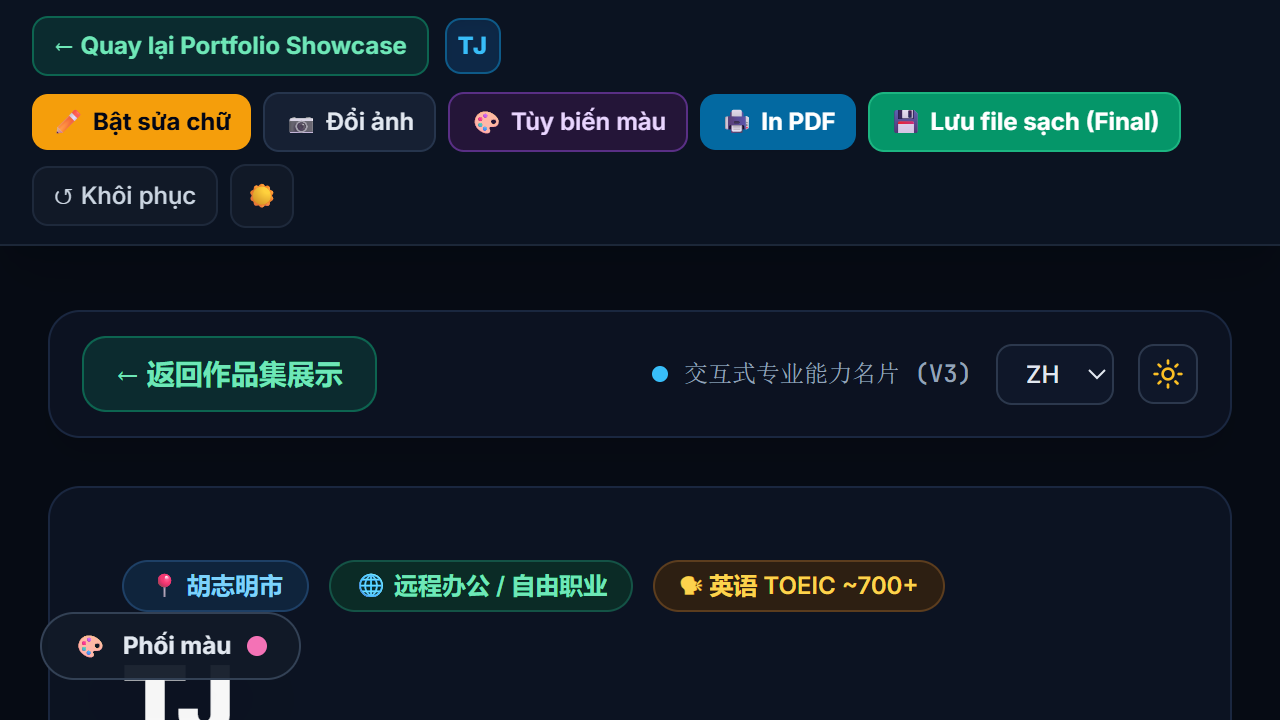 ← Quay lại Portfolio Showcase TJ
Bật sửa chữ Đổi ảnh Tùy biến màu In PDF Lưu file sạch (Final)
↺ Khôi phục
← 返回作品集展示 交互式专业能力名片 (V3) ZH
胡志明市 远程办公 / 自由职业 英语 TOEIC ~700+
Phối màu
TJ